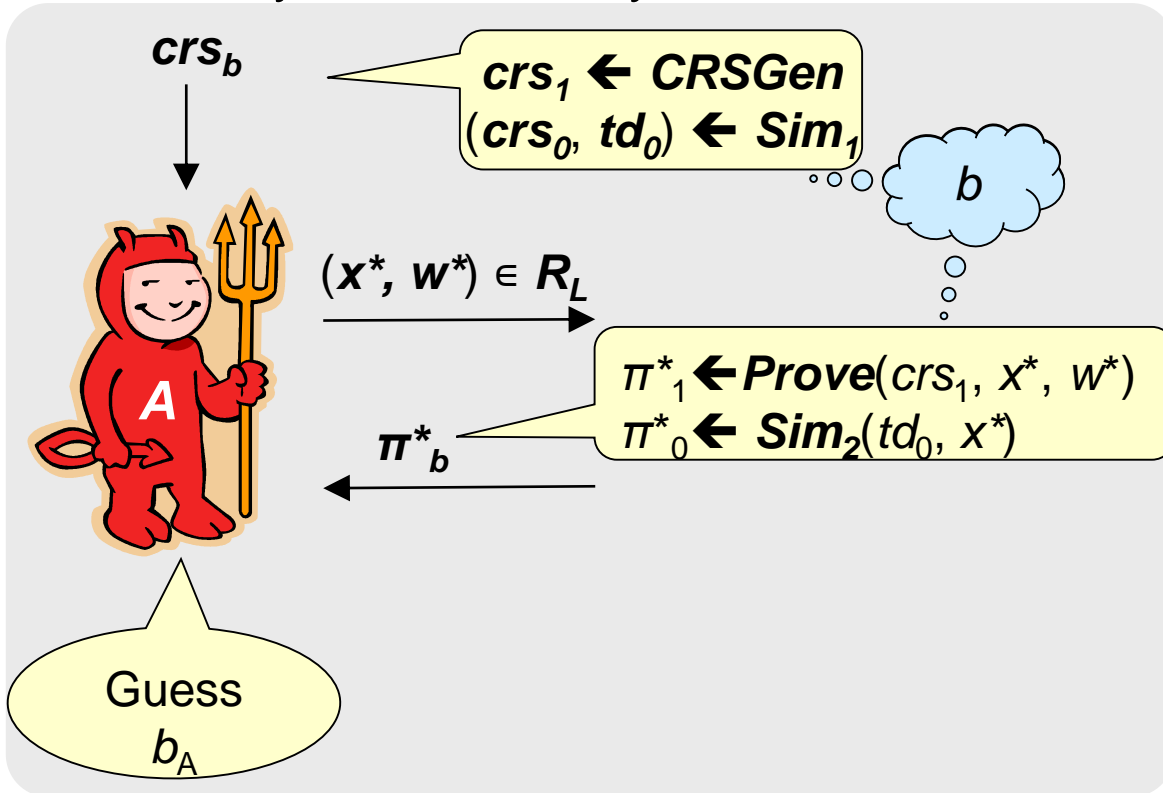 crs_b
crs_1 🡸 CRSGen
(crs_0, td_0) 🡸 Sim_1
b
(x*, w*) ∈ R_L
π*_1 🡸 Prove(crs_1, x*, w*)
π*_0 🡸 Sim_2(td_0, x*)
A
π*_b
Guess
b_A